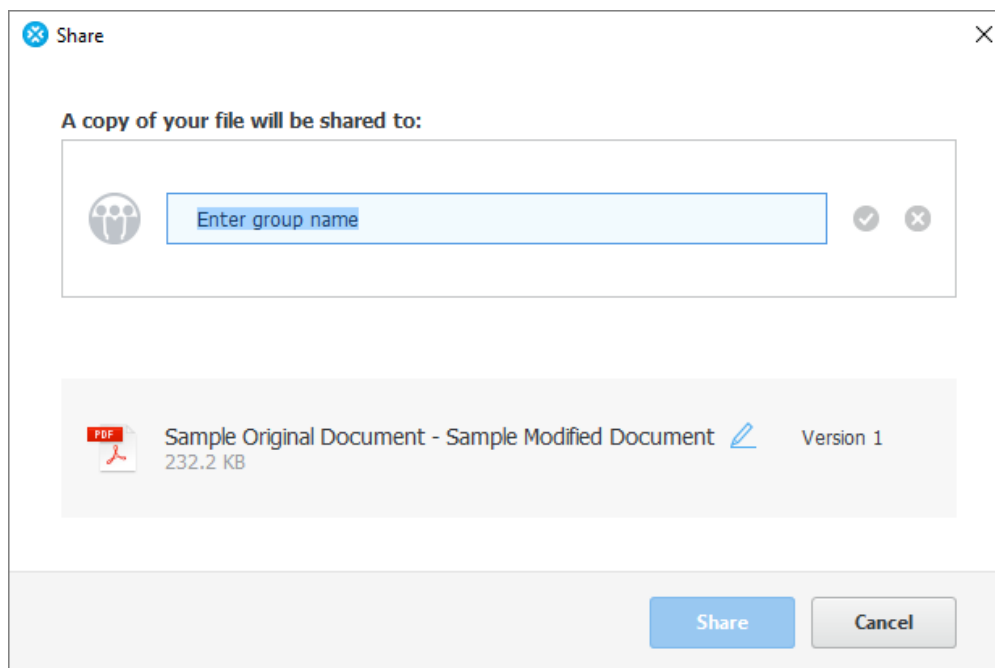 Share
A copy of your file will be shared to:
Enter group name
PDF
Sample Original Document - Sample Modified Document
Version 1
232.2 KB
Share
Cancel